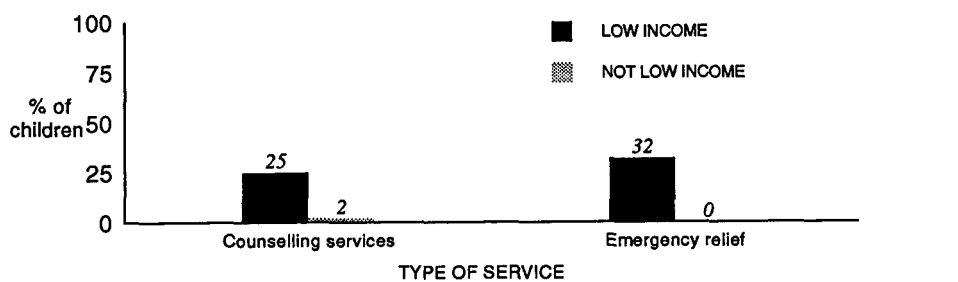 100
LOW INCOME
75
NOT LOW INCOME
% of
children
50
32
25
25
2
0
0
Counselling services
Emergency relief
TYPE OF SERVICE